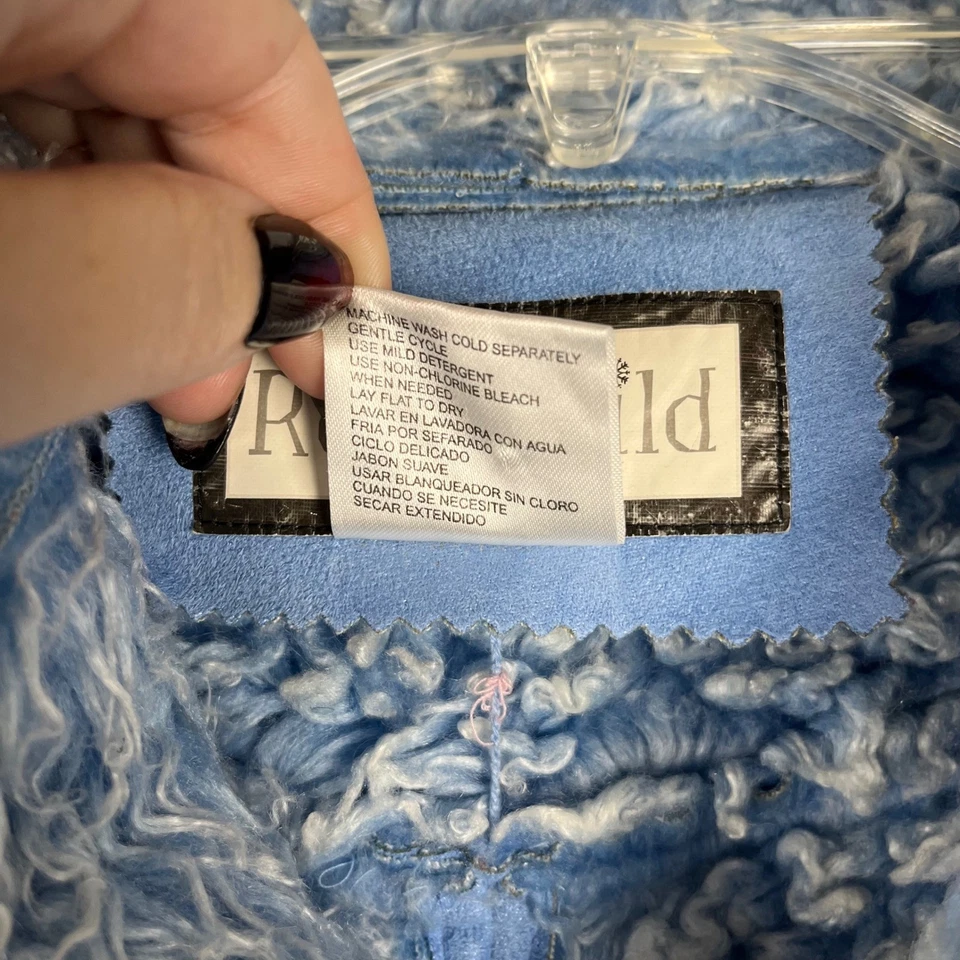 MACHINE WASH COLD SEPARATELY
GENTLE CYCLE
USE MILD DETERGENT
USE NON-CHLORINE BLEACH
WHEN NEEDED
LAY FLAT TO DRY
LAVAR EN LAVADORA CON AGUA
FRIA POR SEFARADO
CICLO DELICADO
JABON SUAVE
USAR BLANQUEADOR SIN CLORO
CUANDO SE NECESITE
SECAR EXTENDIDO